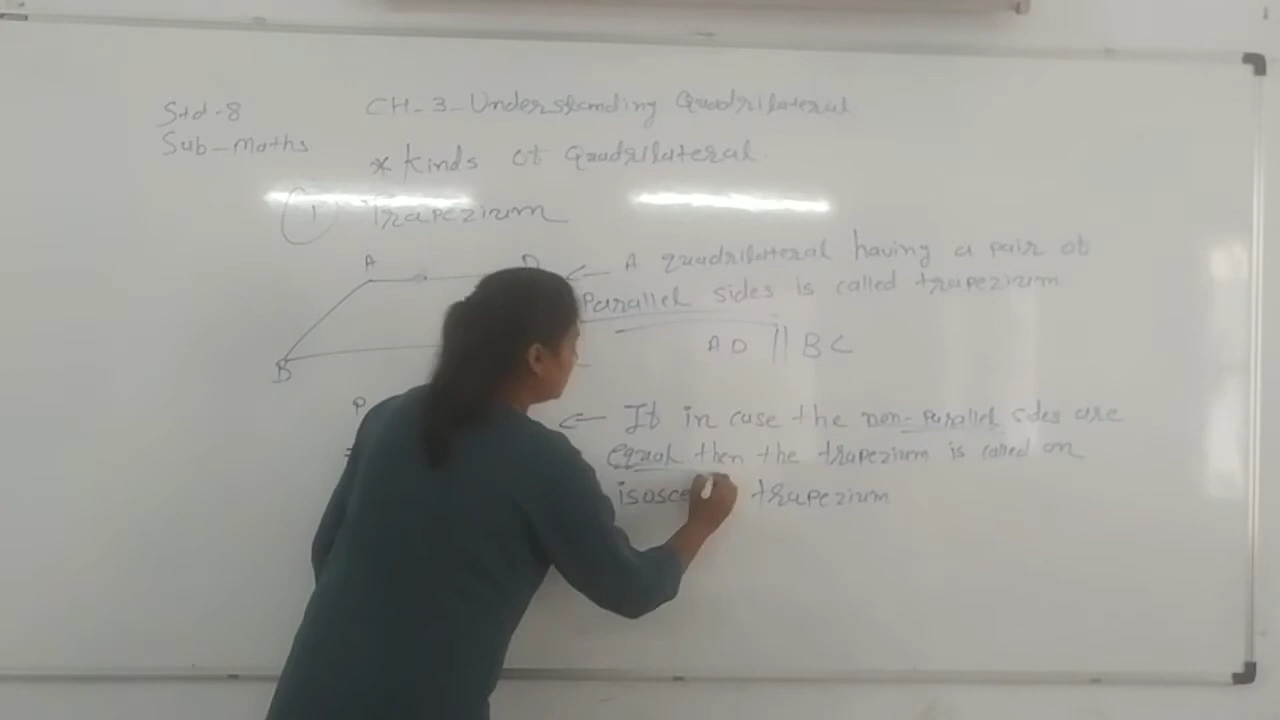 Std-8
CH-3-Understanding Quadrilateral
Sub-maths
* Kinds of Quadrilateral
1 Trapezium
A D
← A quadrilateral having a pair of
Parallel sides is called trapezium
AD || BC
B
P
← If in case the non-parallel sides are
equal then the trapezium is called an
trapezium